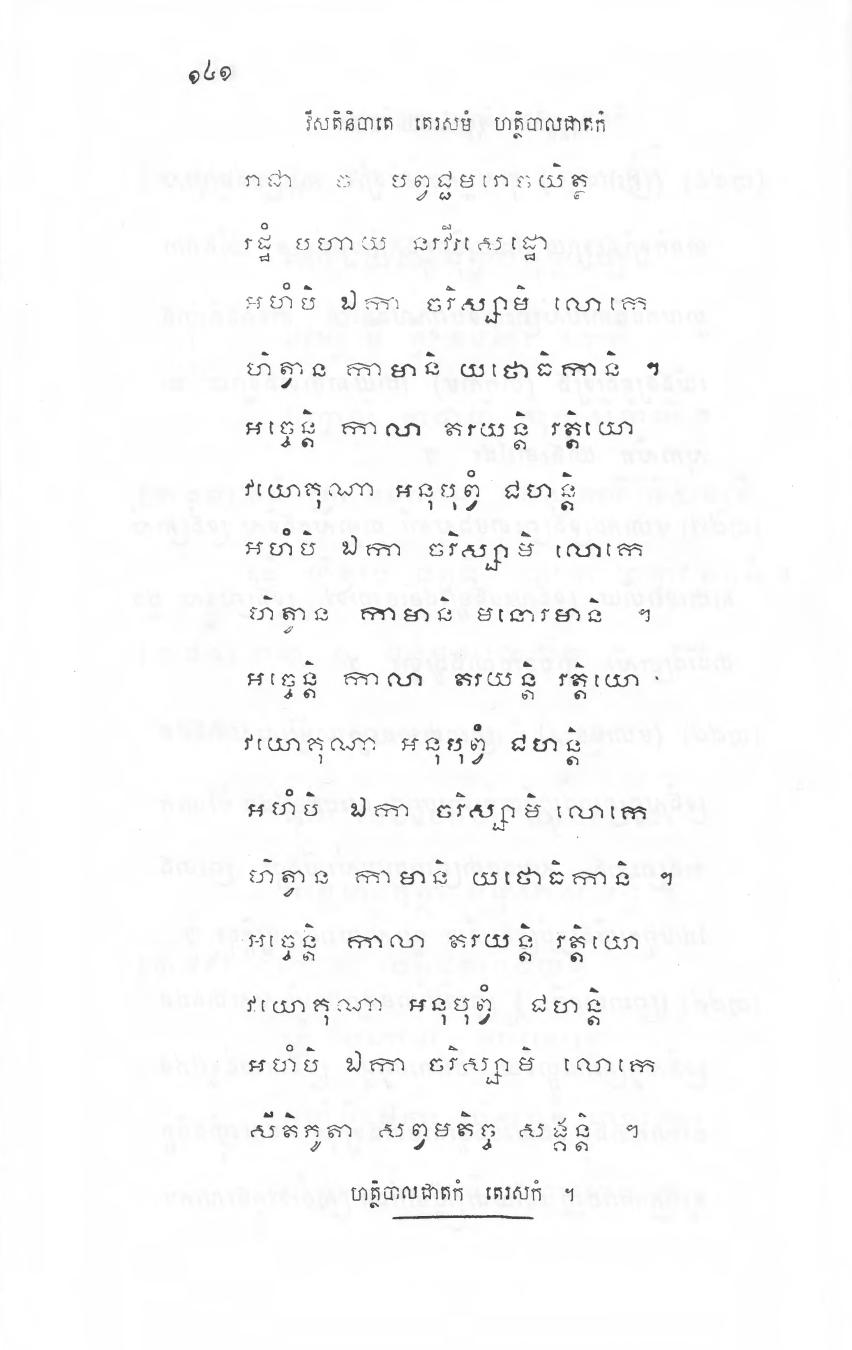 ១៤១
វីសតិនិបាតេ តេរសមំ ហត្ថិបាលជាតកំ
រាជា ច បព្វជ្ជមរោចយិត្ថ
រដ្ឋំ បហាយ នរវីរសេដ្ឋោ
អហំបិ ឯកា ចរិស្សាមិ លោកេ
ហិត្វាន កាមានិ យថោធិកានិ ។
អច្ចេន្តិ កាលា តរយន្តិ រត្តិយោ
វយោគុណា អនុបុព្វំ ជហន្តិ
អហំបិ ឯកា ចរិស្សាមិ លោកេ
ហិត្វាន កាមានិ មនោរមានិ ។
អច្ចេន្តិ កាលា តរយន្តិ រត្តិយោ
វយោគុណា អនុបុព្វំ ជហន្តិ
អហំបិ ឯកា ចរិស្សាមិ លោកេ
ហិត្វាន កាមានិ យថោធិកានិ ។
អច្ចេន្តិ កាលា តរយន្តិ រត្តិយោ
វយោគុណា អនុបុព្វំ ជហន្តិ
អហំបិ ឯកា ចរិស្សាមិ លោកេ
សីតិភូតា សព្វមតិច្ច សង្គន្តិ ។
ហត្ថិបាលជាតកំ តេរសកំ ។